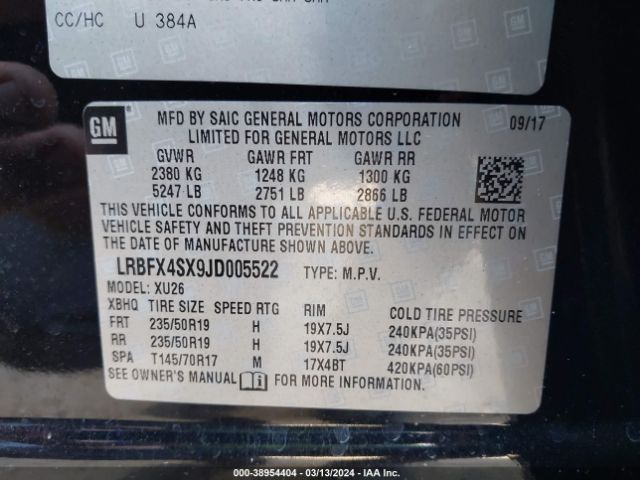 CC/HC U 384A
GM
GM MFD BY SAIC GENERAL MOTORS CORPORATION 09/17
LIMITED FOR GENERAL MOTORS LLC
GVWR GAWR FRT GAWR RR
2380 KG 1248 KG 1300 KG
5247 LB 2751 LB 2866 LB
THIS VEHICLE CONFORMS TO ALL APPLICABLE U.S. FEDERAL MOTOR
VEHICLE SAFETY AND THEFT PREVENTION STANDARDS IN EFFECT ON
THE DATE OF MANUFACTURE SHOWN ABOVE.
LRBFX4SX9JD005522 TYPE: M.P.V.
MODEL: XU26
XBHQ TIRE SIZE SPEED RTG RIM COLD TIRE PRESSURE
FRT 235/50R19 H 19X7.5J 240KPA(35PSI)
RR 235/50R19 H 19X7.5J 240KPA(35PSI)
SPA T145/70R17 M 17X4BT 420KPA(60PSI)
SEE OWNER'S MANUAL FOR MORE INFORMATION.
000-38954404 - 03/13/2024 - IAA Inc.